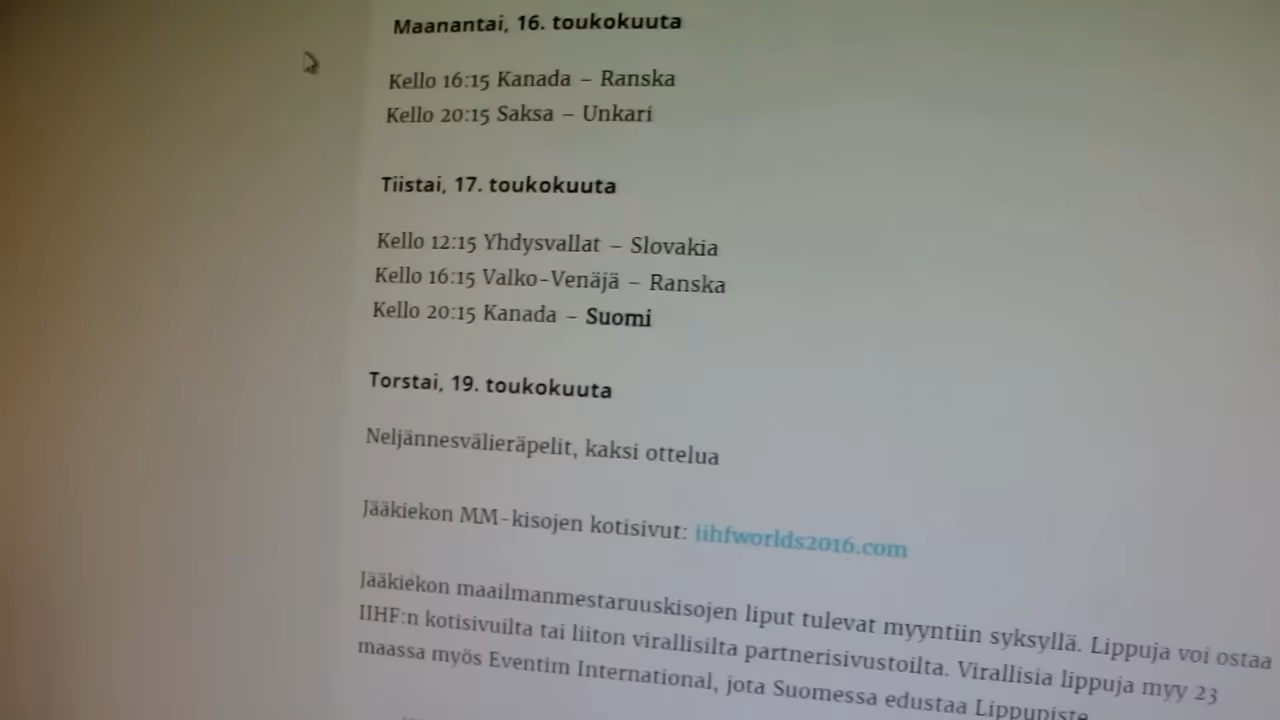 Maanantai, 16. toukokuuta
Kello 16:15 Kanada – Ranska
Kello 20:15 Saksa – Unkari
Tiistai, 17. toukokuuta
Kello 12:15 Yhdysvallat – Slovakia
Kello 16:15 Valko-Venäjä – Ranska
Kello 20:15 Kanada – Suomi
Torstai, 19. toukokuuta
Neljännesvälieräpelit, kaksi ottelua
Jääkiekon MM-kisojen kotisivut: iihfworlds2016.com
Jääkiekon maailmanmestaruuskisojen liput tulevat myyntiin syksyllä. Lippuja voi ostaa
IIHF:n kotisivuilta tai liiton virallisilta partnerisivustoilta. Virallisia lippuja myy 23
maassa myös Eventim International, jota Suomessa edustaa Lippupiste